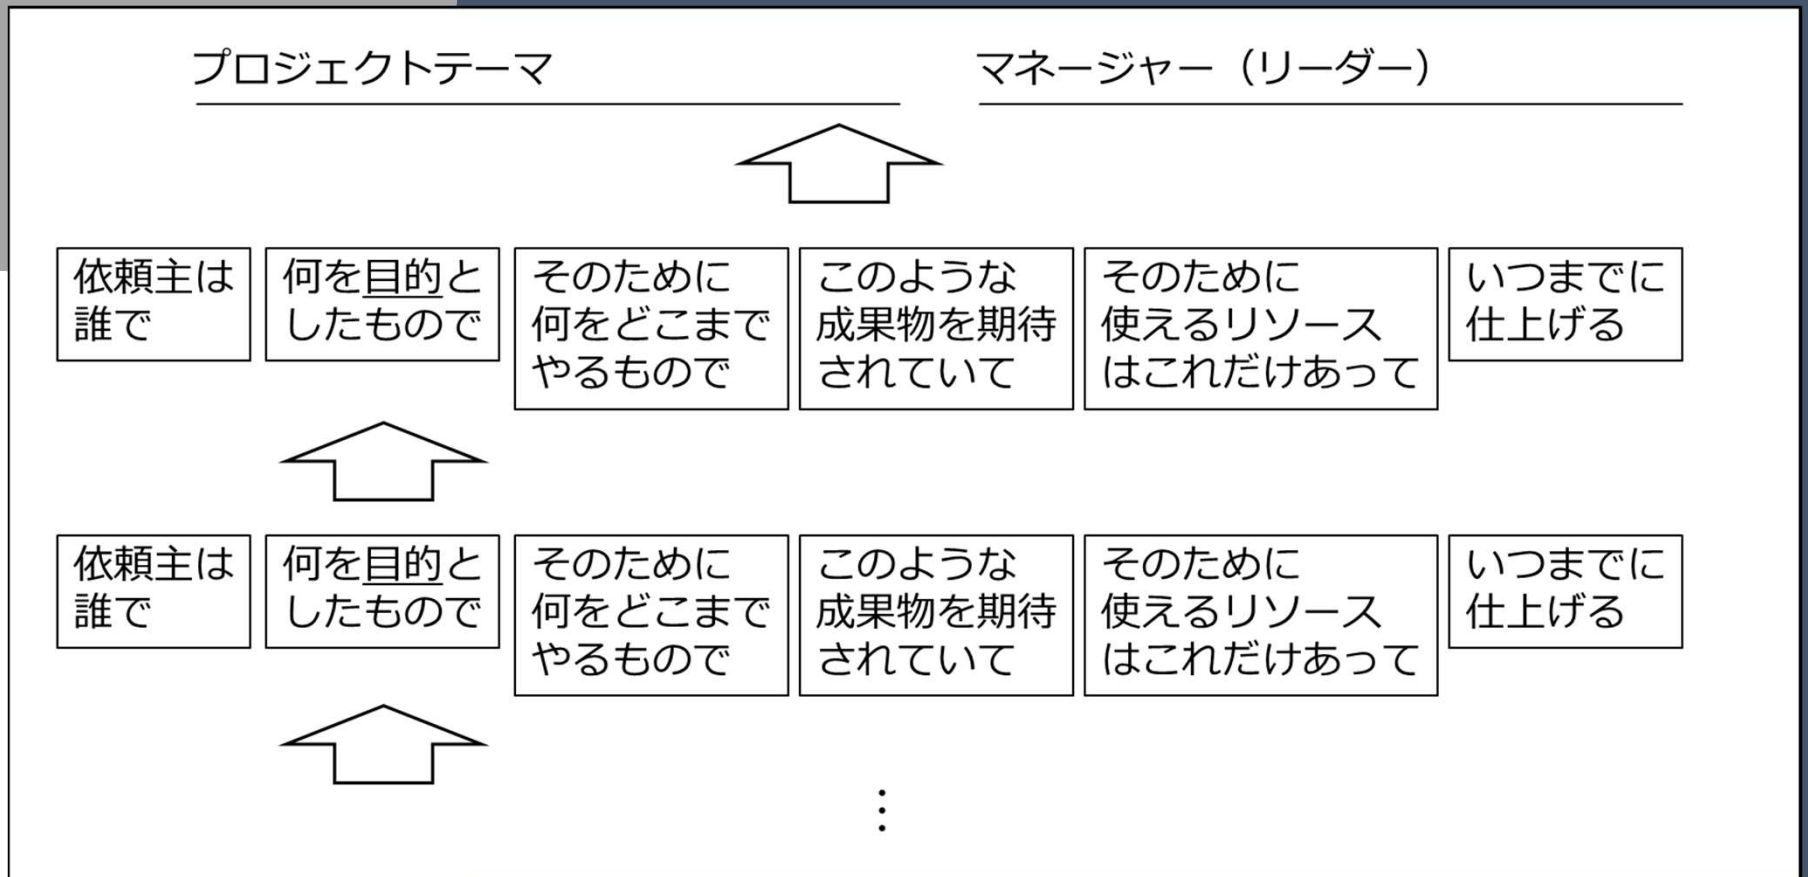 プロジェクトテーマ
マネージャー（リーダー）
依頼主は
誰で
何を目的と
したもので
そのために
何をどこまで
やるもので
このような
成果物を期待
されていて
そのために
使えるリソース
はこれだけあって
いつまでに
仕上げる
依頼主は
誰で
何を目的と
したもので
そのために
何をどこまで
やるもので
このような
成果物を期待
されていて
そのために
使えるリソース
はこれだけあって
いつまでに
仕上げる
⋮